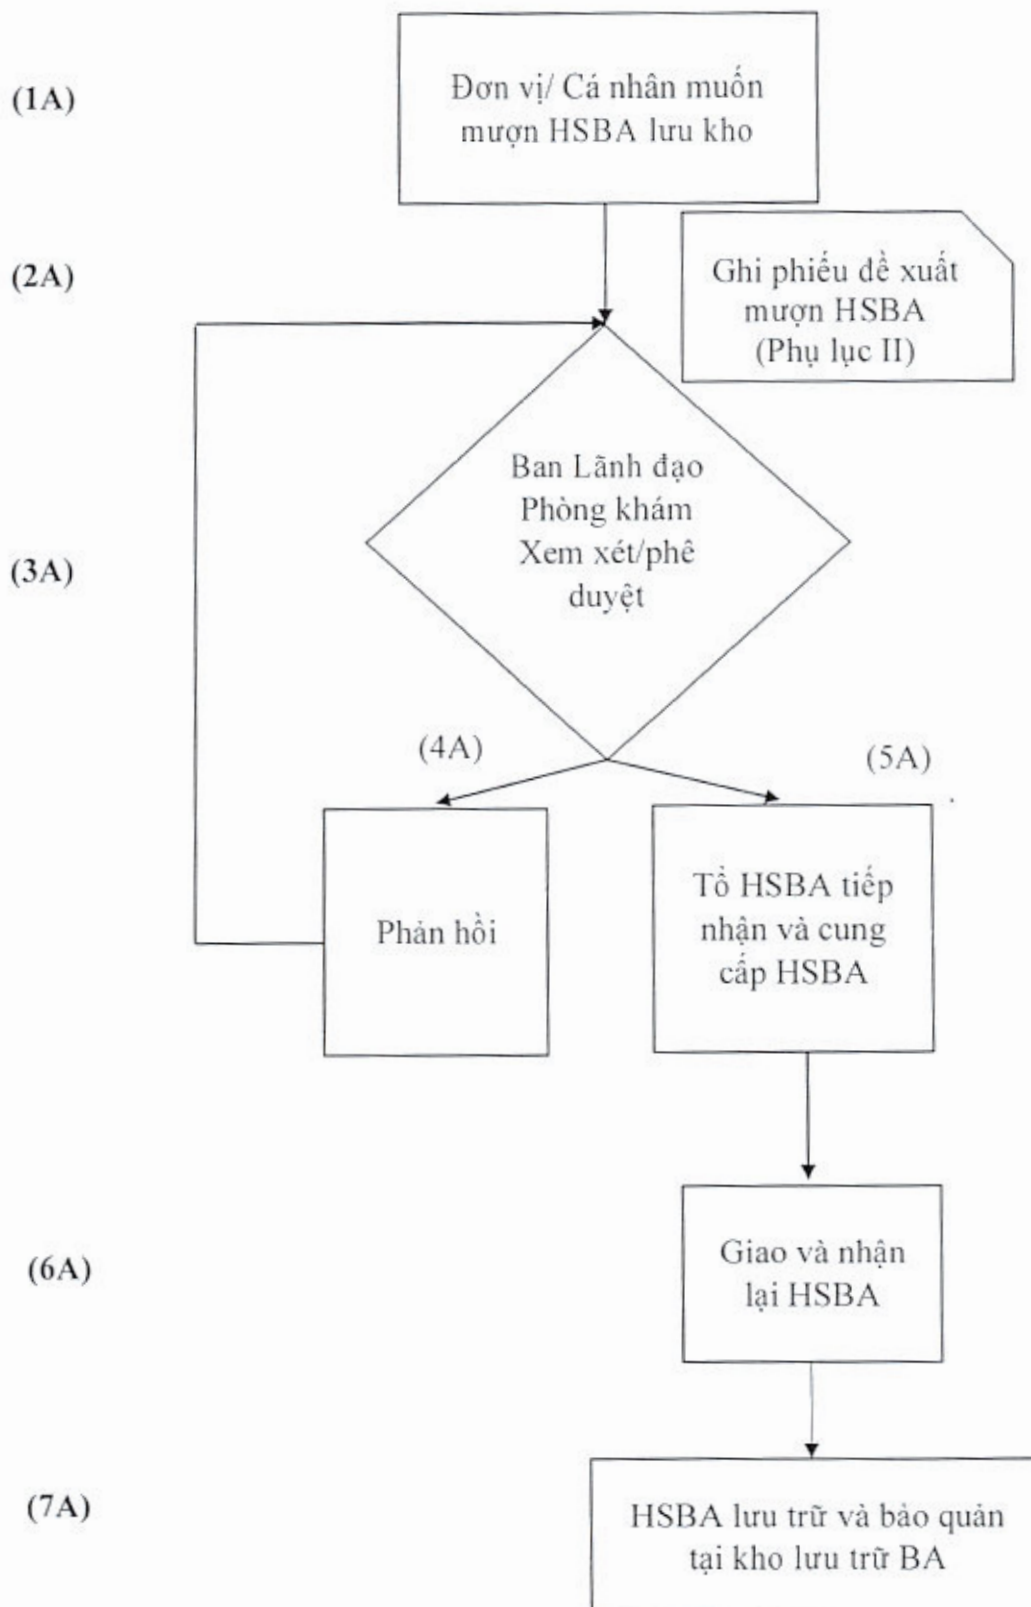 (1A)
Đơn vị/ Cá nhân muốn
mượn HSBA lưu kho
(2A)
Ghi phiếu đề xuất
mượn HSBA
(Phụ lục II)
(3A)
Ban Lãnh đạo
Phòng khám
Xem xét/phê
duyệt
(4A)
(5A)
Phản hồi
Tổ HSBA tiếp
nhận và cung
cấp HSBA
(6A)
Giao và nhận
lại HSBA
(7A)
HSBA lưu trữ và bảo quản
tại kho lưu trữ BA